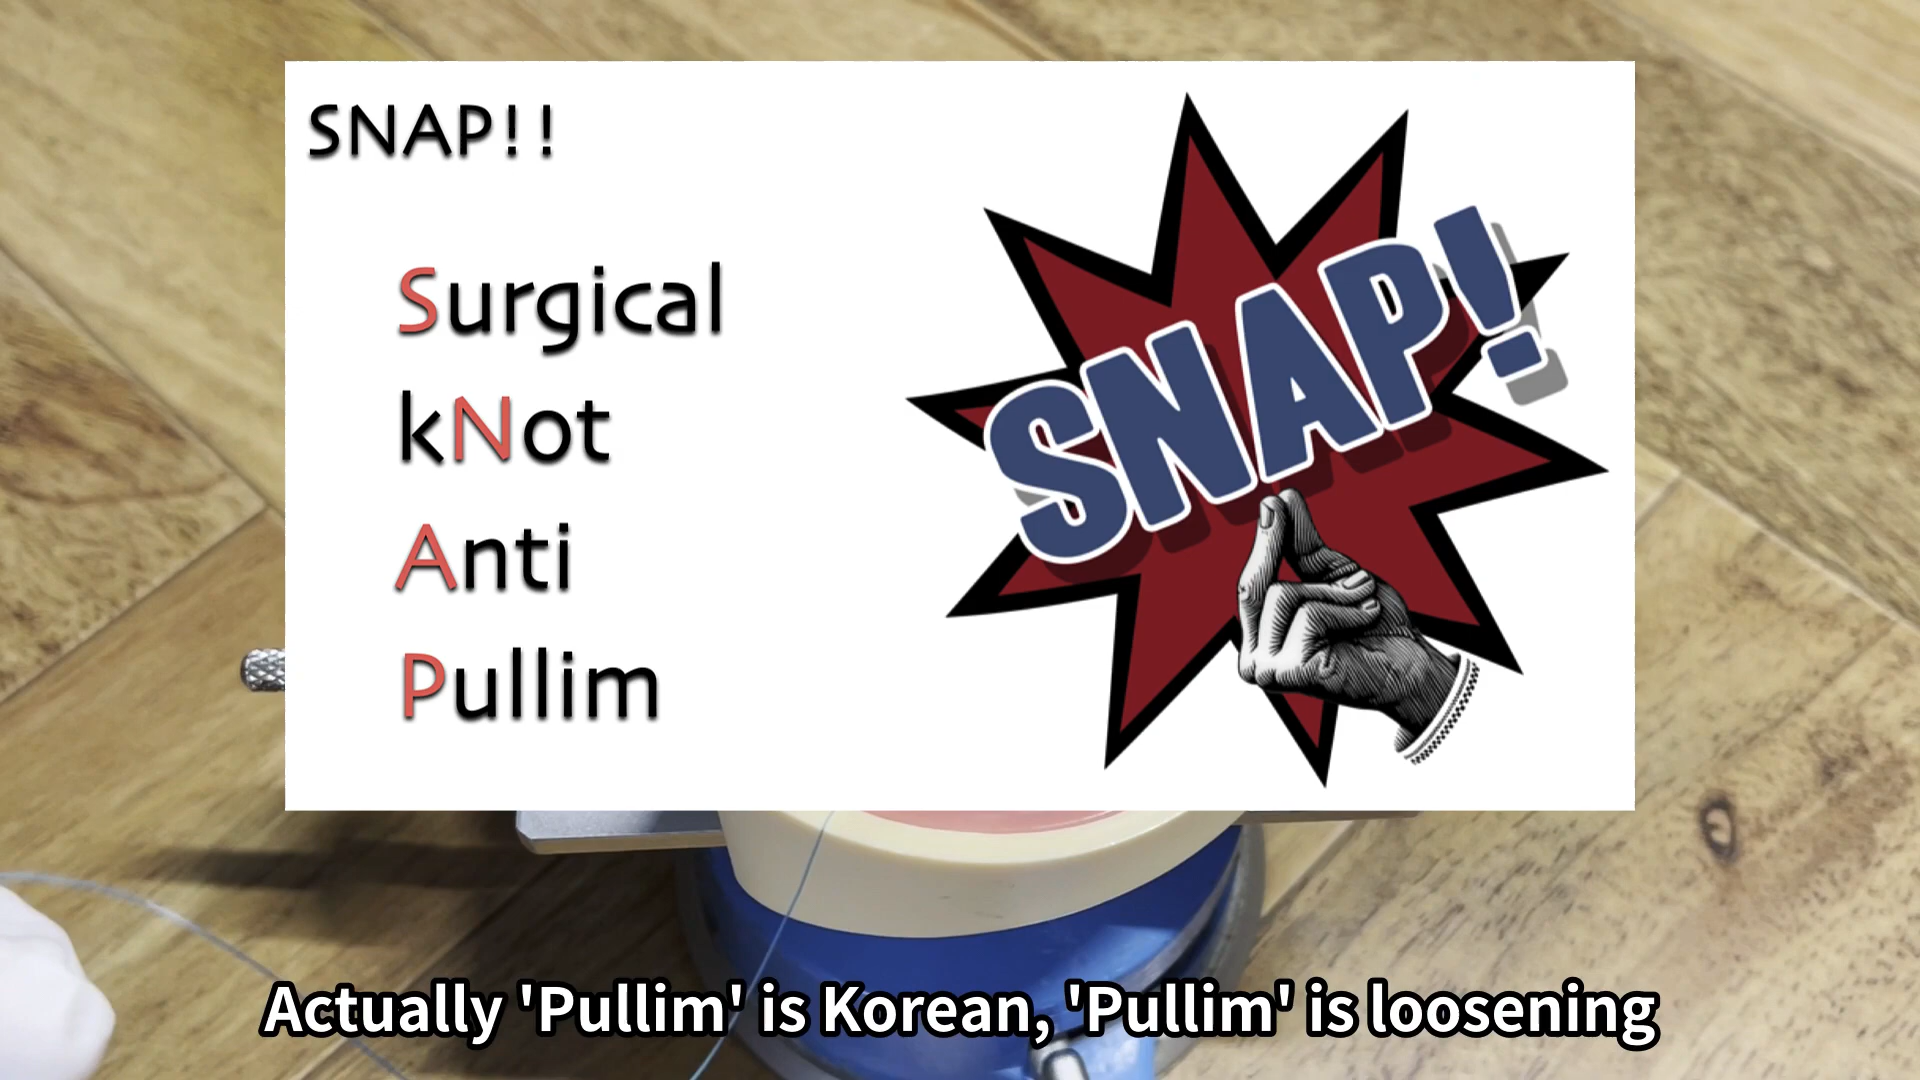 SNAP!!
Surgical
kNot
Anti
Pullim
SNAP!
Actually 'Pullim' is Korean, 'Pullim' is loosening